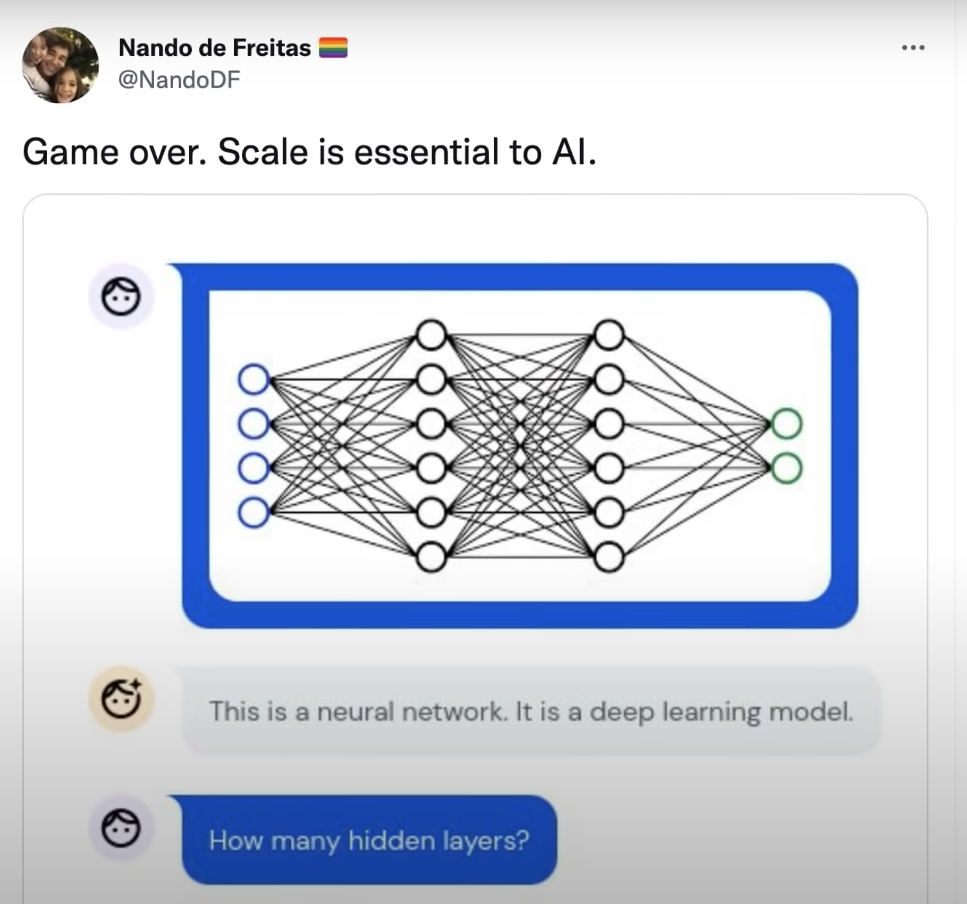 Nando de Freitas 🏳️‍🌈
@NandoDF
Game over. Scale is essential to AI.
This is a neural network. It is a deep learning model.
How many hidden layers?